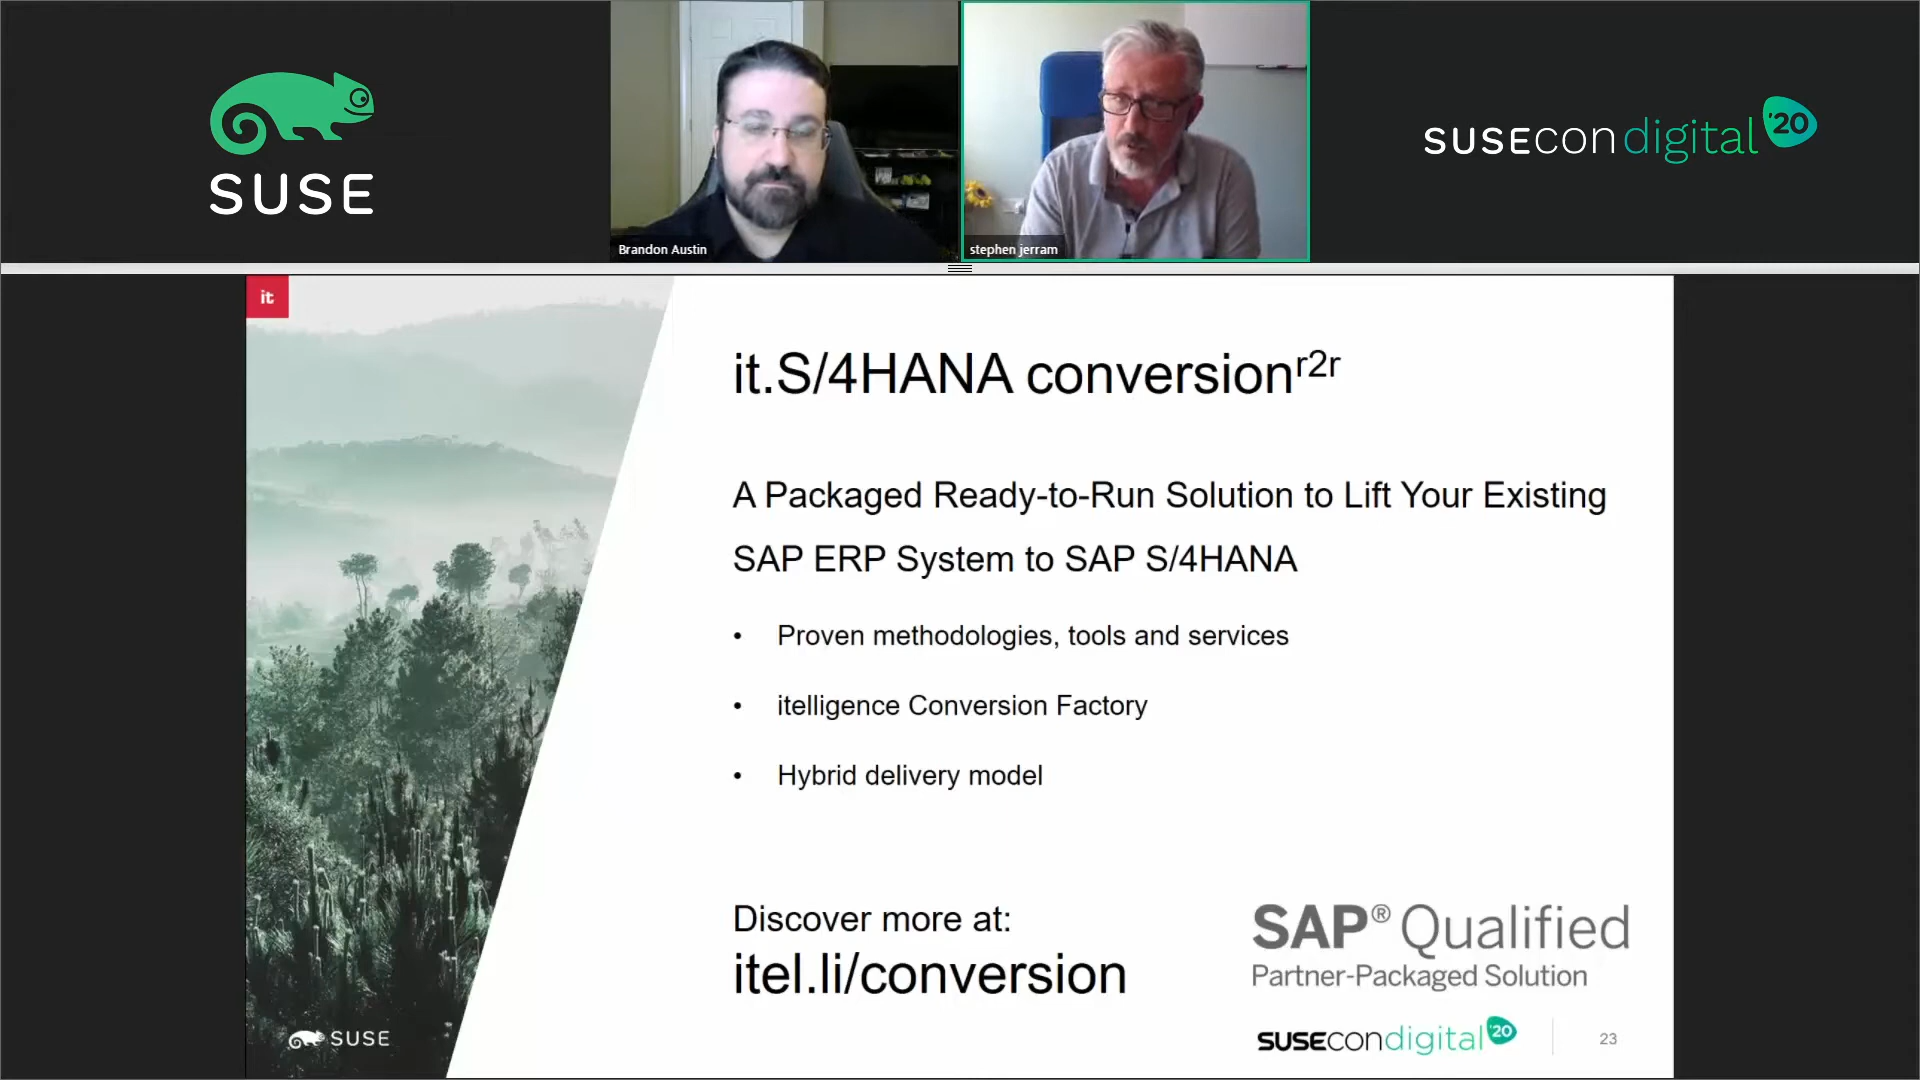 SUSE
Brandon Austin
stephen jerram
SUSEcon digital '20
it
it.S/4HANA conversionr2r
A Packaged Ready-to-Run Solution to Lift Your Existing
SAP ERP System to SAP S/4HANA
• Proven methodologies, tools and services
• itelligence Conversion Factory
• Hybrid delivery model
Discover more at:
itel.li/conversion
SAP® Qualified
Partner-Packaged Solution
SUSE
SUSEcon digital '20
23